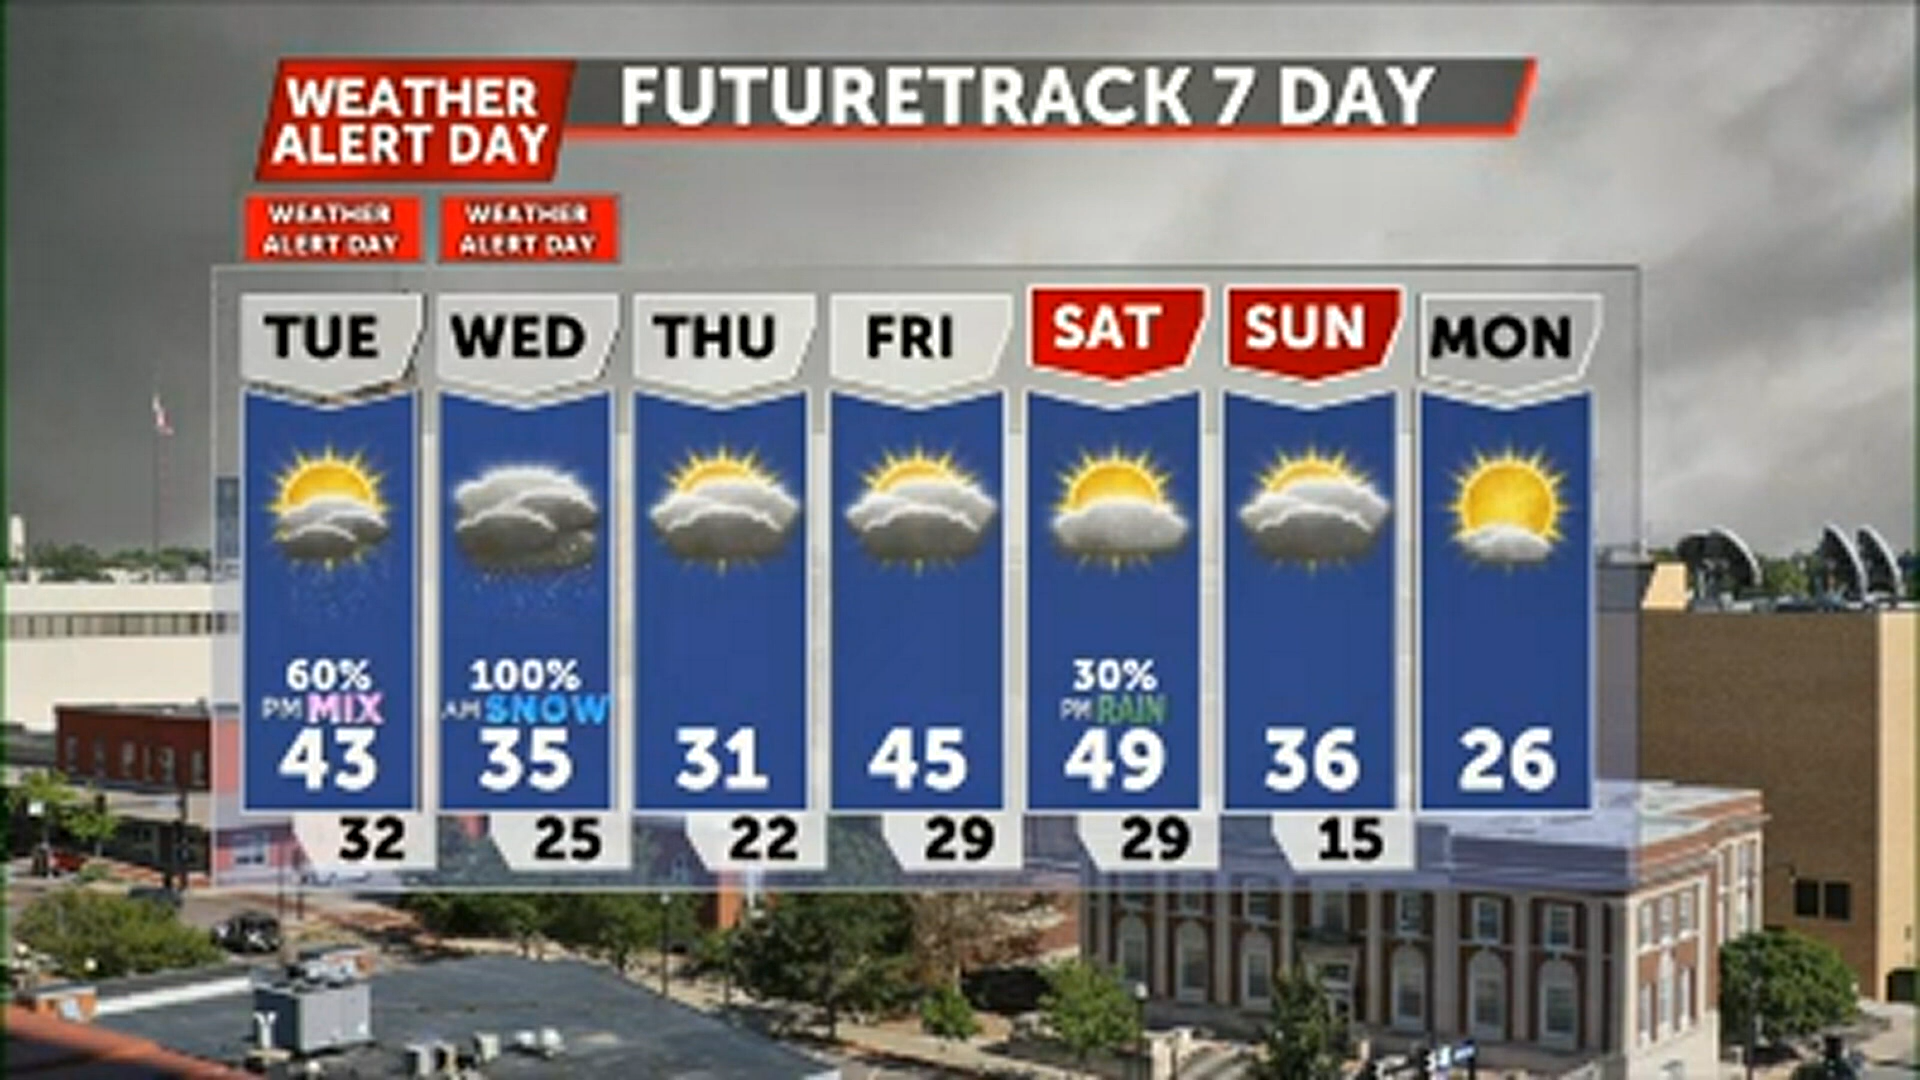 WEATHER
ALERT DAY
FUTURETRACK 7 DAY
WEATHER
ALERT DAY
WEATHER
ALERT DAY
TUE
WED
THU
FRI
SAT
SUN
MON
60%
PM MIX
43
32
100%
AM SNOW
35
25
31
22
45
29
30%
PM RAIN
49
29
36
15
26